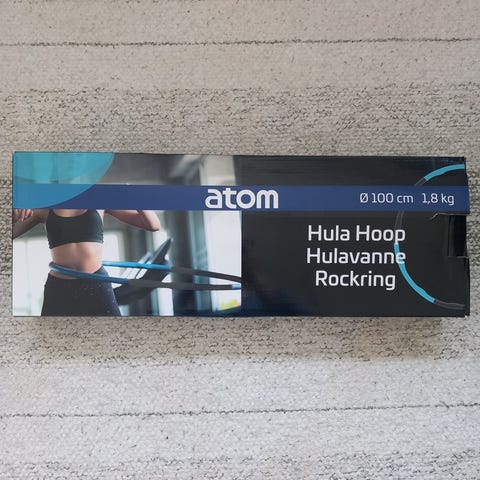 atom
Ø 100 cm 1,8 kg
Hula Hoop
Hulavanne
Rockring